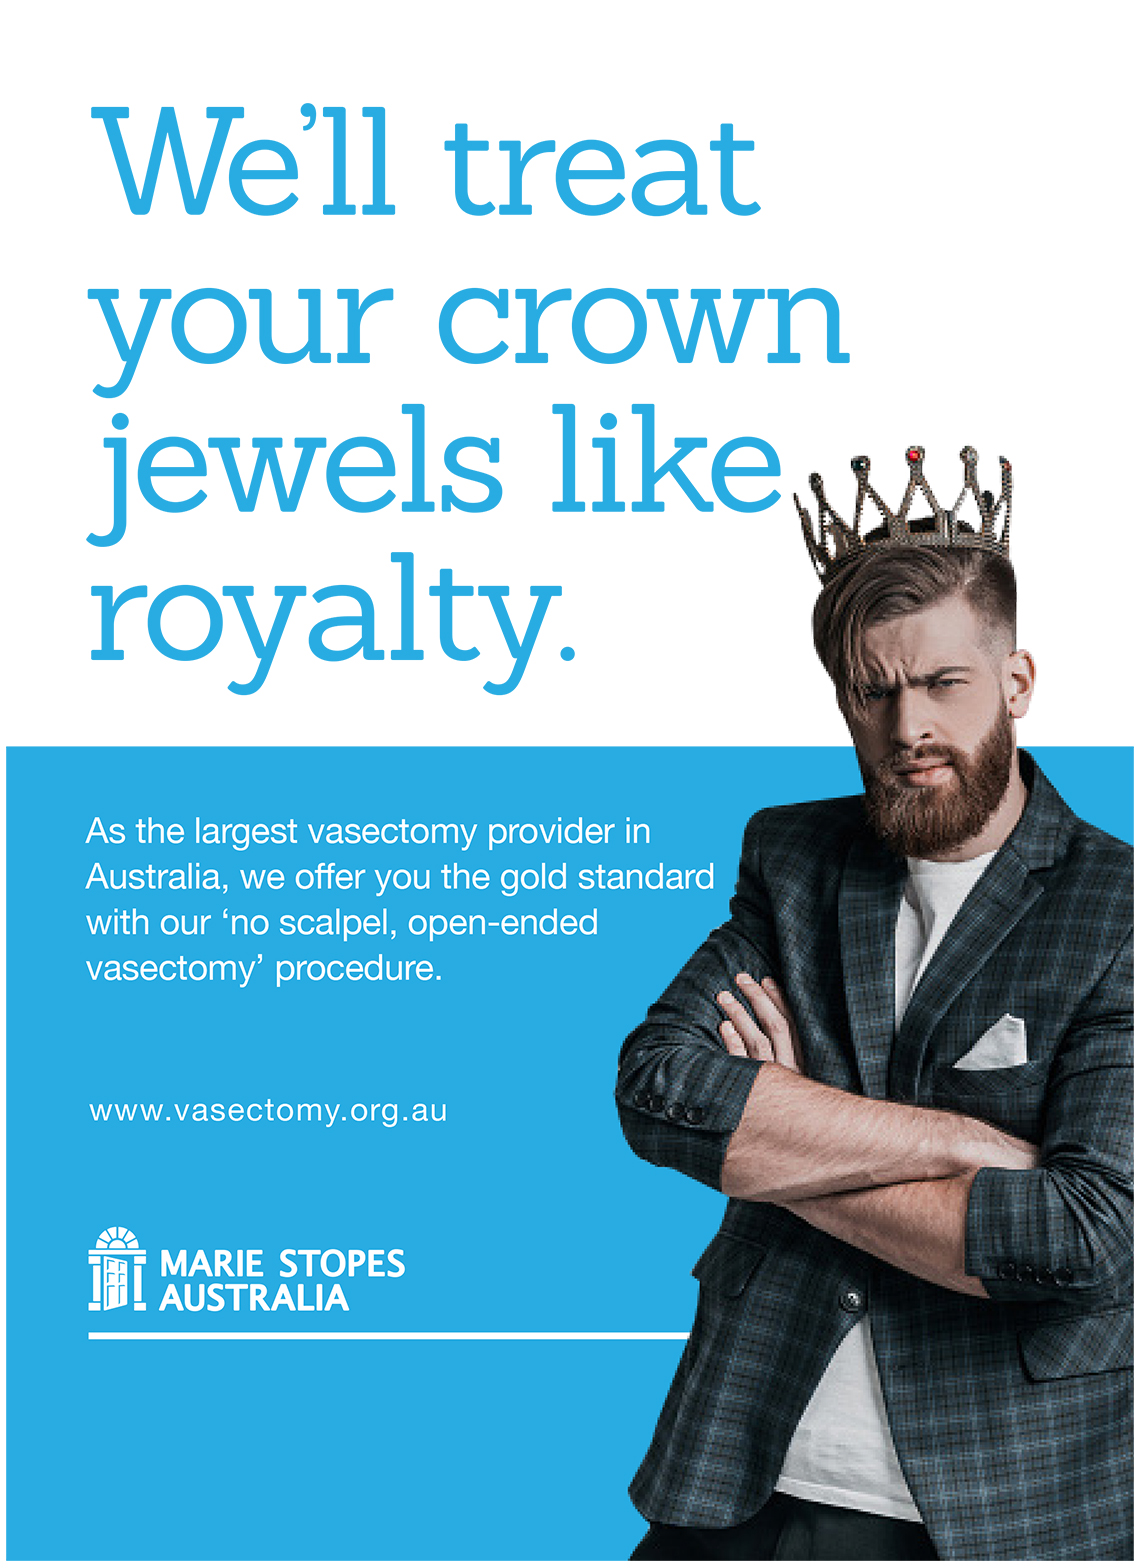 We’ll treat
your crown
jewels like
royalty.
As the largest vasectomy provider in
Australia, we offer you the gold standard
with our ‘no scalpel, open-ended
vasectomy’ procedure.
www.vasectomy.org.au
MARIE STOPES
AUSTRALIA